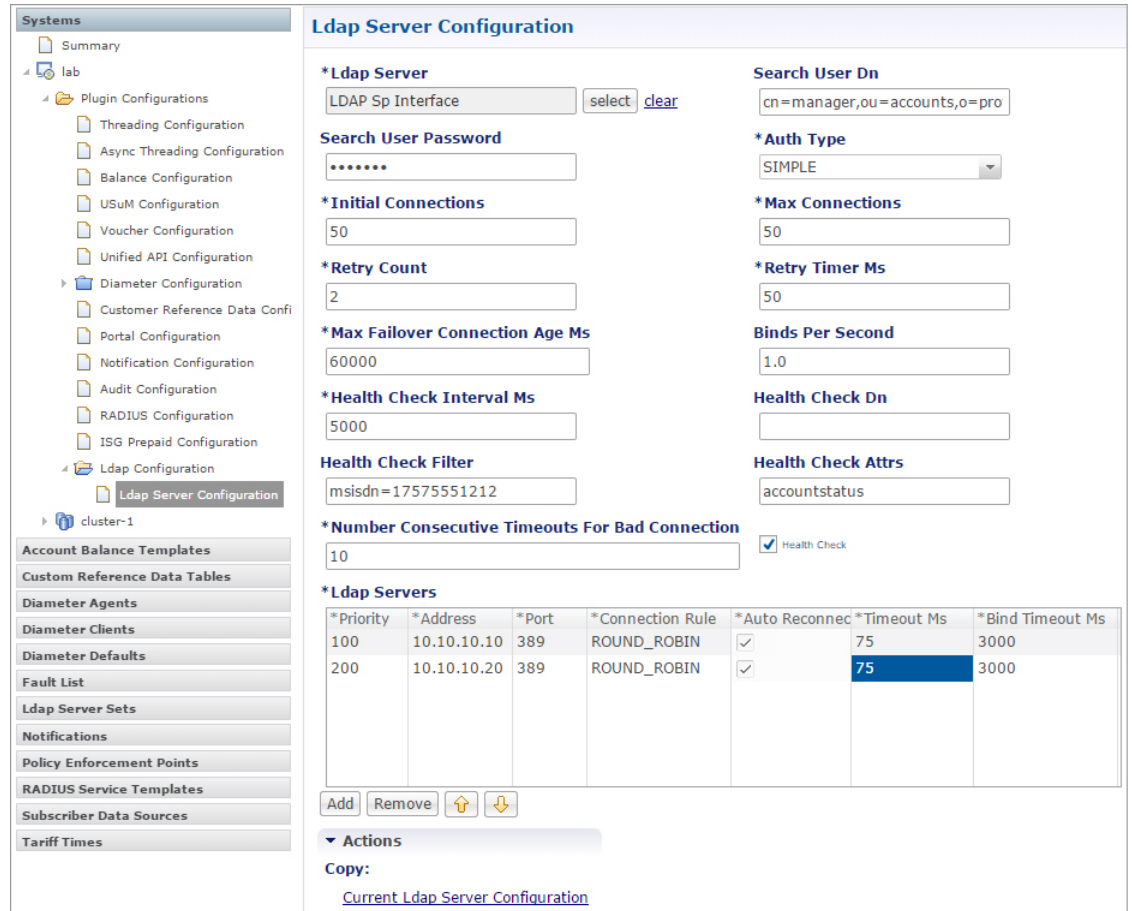 Systems
Summary
lab
Plugin Configurations
Threading Configuration
Async Threading Configuration
Balance Configuration
USuM Configuration
Voucher Configuration
Unified API Configuration
Diameter Configuration
Customer Reference Data Confi
Portal Configuration
Notification Configuration
Audit Configuration
RADIUS Configuration
ISG Prepaid Configuration
Ldap Configuration
Ldap Server Configuration
cluster-1
Account Balance Templates
Custom Reference Data Tables
Diameter Agents
Diameter Clients
Diameter Defaults
Fault List
Ldap Server Sets
Notifications
Policy Enforcement Points
RADIUS Service Templates
Subscriber Data Sources
Tariff Times
Ldap Server Configuration
*Ldap Server Search User Dn
LDAP Sp Interface select clear cn=manager,ou=accounts,o=pro
Search User Password *Auth Type
••••••• SIMPLE
*Initial Connections *Max Connections
50 50
*Retry Count *Retry Timer Ms
2 50
*Max Failover Connection Age Ms Binds Per Second
60000 1.0
*Health Check Interval Ms Health Check Dn
5000
Health Check Filter Health Check Attrs
msisdn=17575551212 accountstatus
*Number Consecutive Timeouts For Bad Connection
10 Health Check
*Ldap Servers
*Priority *Address *Port *Connection Rule *Auto Reconnec *Timeout Ms *Bind Timeout Ms
100 10.10.10.10 389 ROUND_ROBIN 75 3000
200 10.10.10.20 389 ROUND_ROBIN 75 3000
Add Remove
Actions
Copy:
Current Ldap Server Configuration